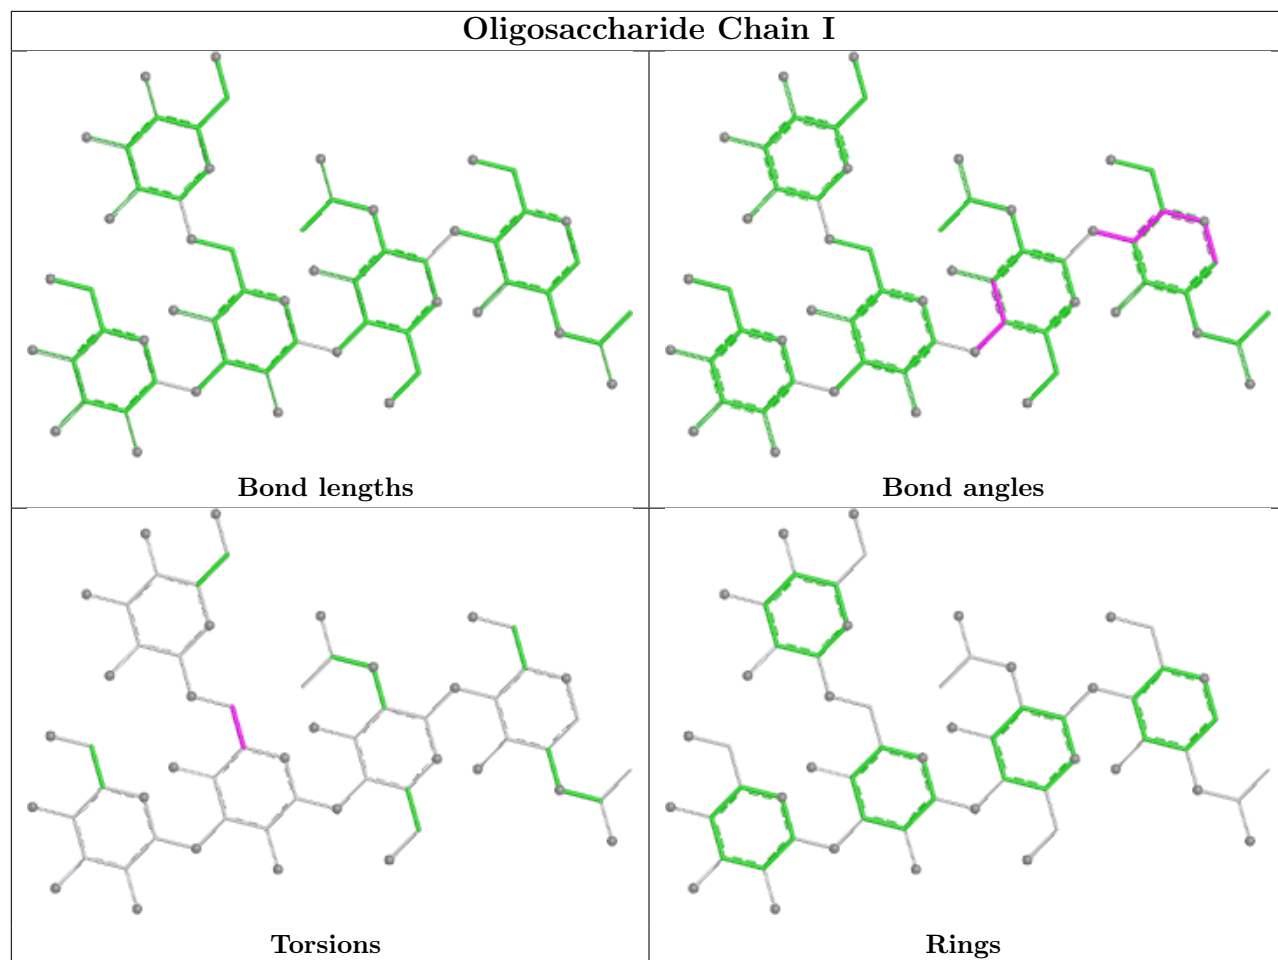 Oligosaccharide Chain I
Bond lengths
Bond angles
Torsions
Rings